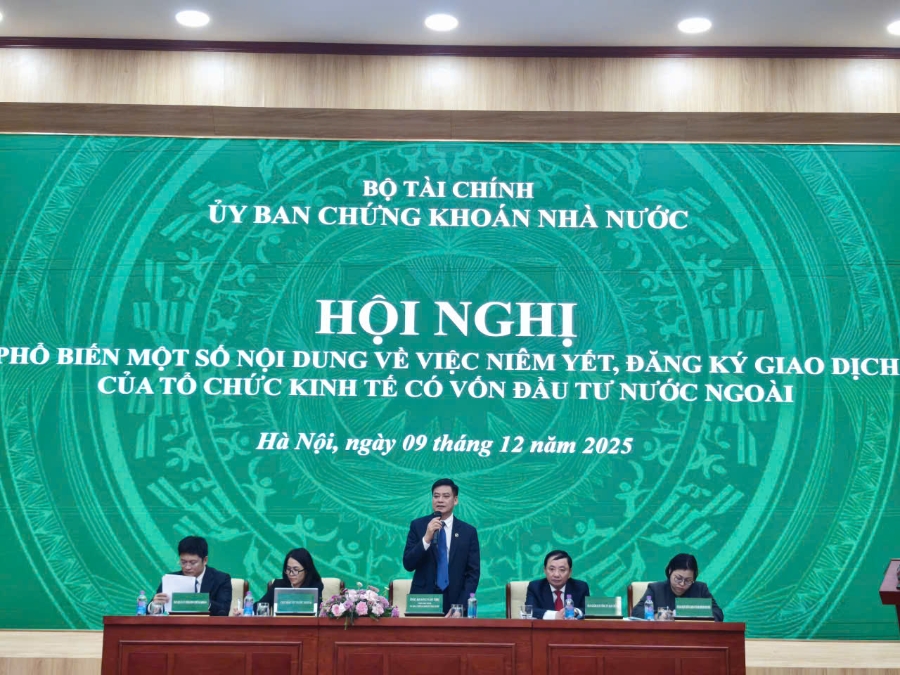 BỘ TÀI CHÍNH
ỦY BAN CHỨNG KHOÁN NHÀ NƯỚC
HỘI NGHỊ
PHỔ BIẾN MỘT SỐ NỘI DUNG VỀ VIỆC NIÊM YẾT, ĐĂNG KÝ GIAO DỊCH
CỦA TỔ CHỨC KINH TẾ CÓ VỐN ĐẦU TƯ NƯỚC NGOÀI
Hà Nội, ngày 09 tháng 12 năm 2025